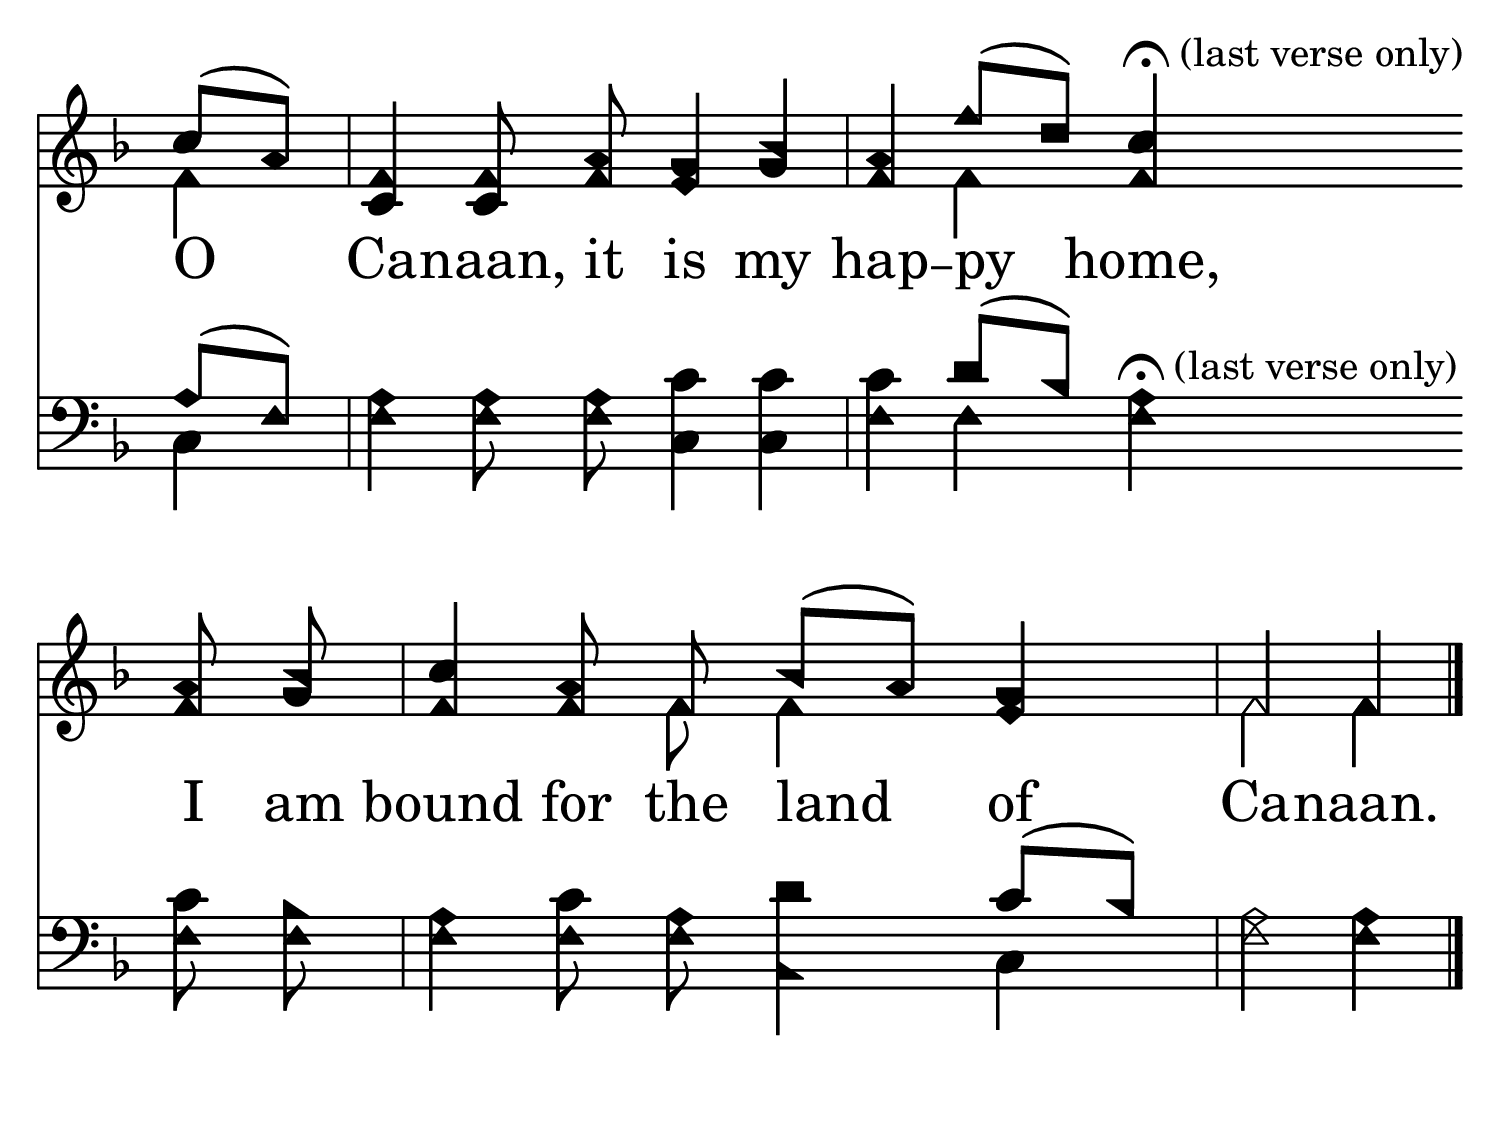 (last verse only)
O Canaan, it is my hap–py home,
(last verse only)
I am bound for the land of Canaan.